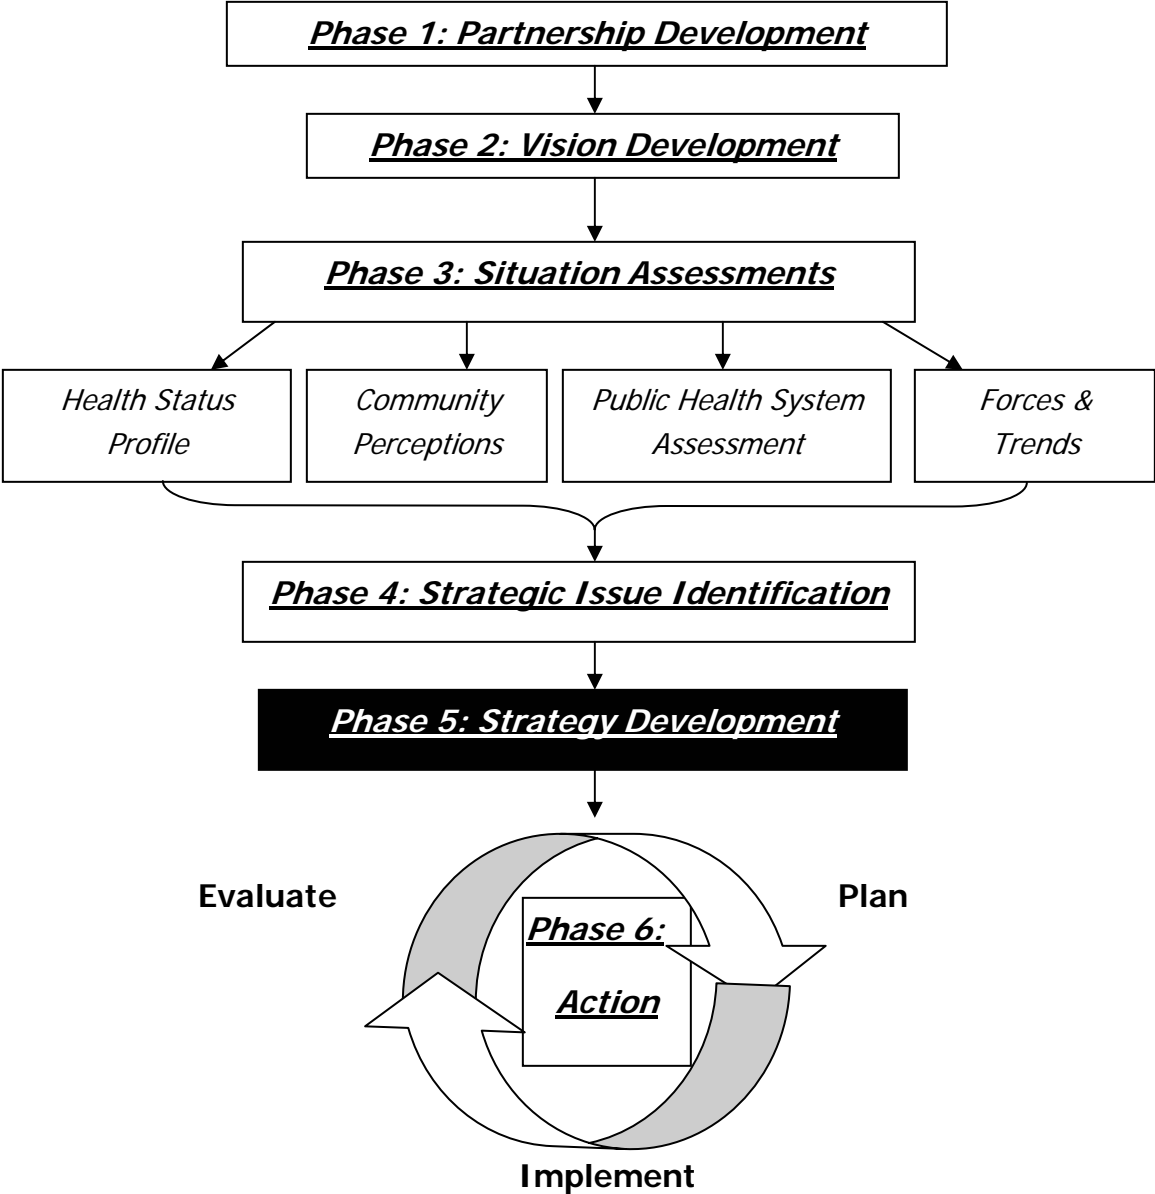 Phase 1: Partnership Development
Phase 2: Vision Development
Phase 3: Situation Assessments
Health Status
Profile
Community
Perceptions
Public Health System
Assessment
Forces &
Trends
Phase 4: Strategic Issue Identification
Phase 5: Strategy Development
Evaluate
Plan
Phase 6:
Action
Implement